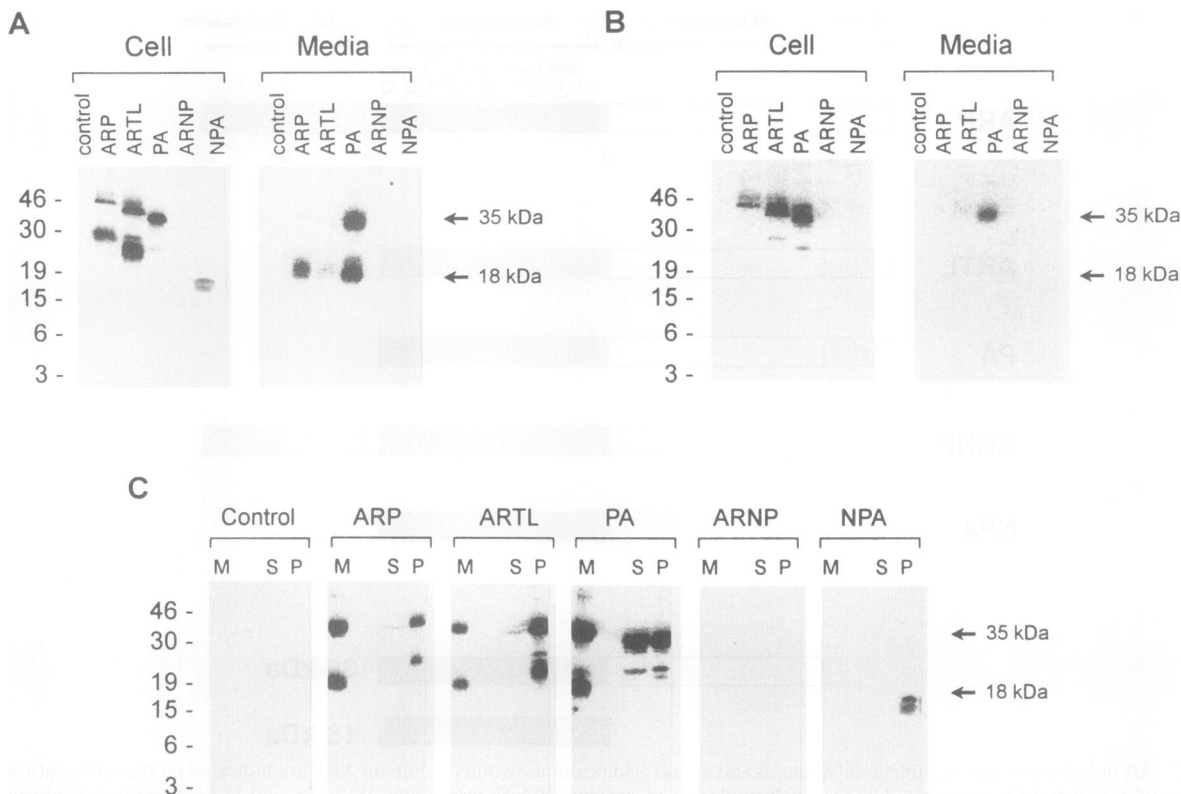 A
Cell
Media
control
ARP
ARTL
PA
ARNP
NPA
control
ARP
ARTL
PA
ARNP
NPA
46 -
30 -
19 -
15 -
6 -
3 -
35 kDa
18 kDa
B
Cell
Media
control
ARP
ARTL
PA
ARNP
NPA
control
ARP
ARTL
PA
ARNP
NPA
46 -
30 -
19 -
15 -
6 -
3 -
35 kDa
18 kDa
C
Control
ARP
ARTL
PA
ARNP
NPA
M S P
M S P
M S P
M S P
M S P
M S P
46 -
30 -
19 -
15 -
6 -
3 -
35 kDa
18 kDa